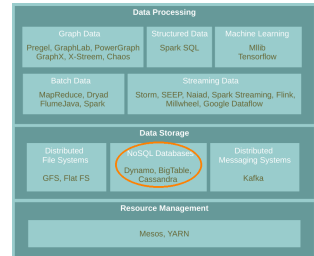 Data Processing
Graph Data
Pregel, GraphLab, PowerGraph
GraphX, X-Streem, Chaos
Structured Data
Spark SQL
Machine Learning
Mllib
Tensorflow
Batch Data
MapReduce, Dryad
FlumeJava, Spark
Streaming Data
Storm, SEEP, Naiad, Spark Streaming, Flink,
Millwheel, Google Dataflow
Data Storage
Distributed
File Systems
GFS, Flat FS
NoSQL Databases
Dynamo, BigTable,
Cassandra
Distributed
Messaging Systems
Kafka
Resource Management
Mesos, YARN